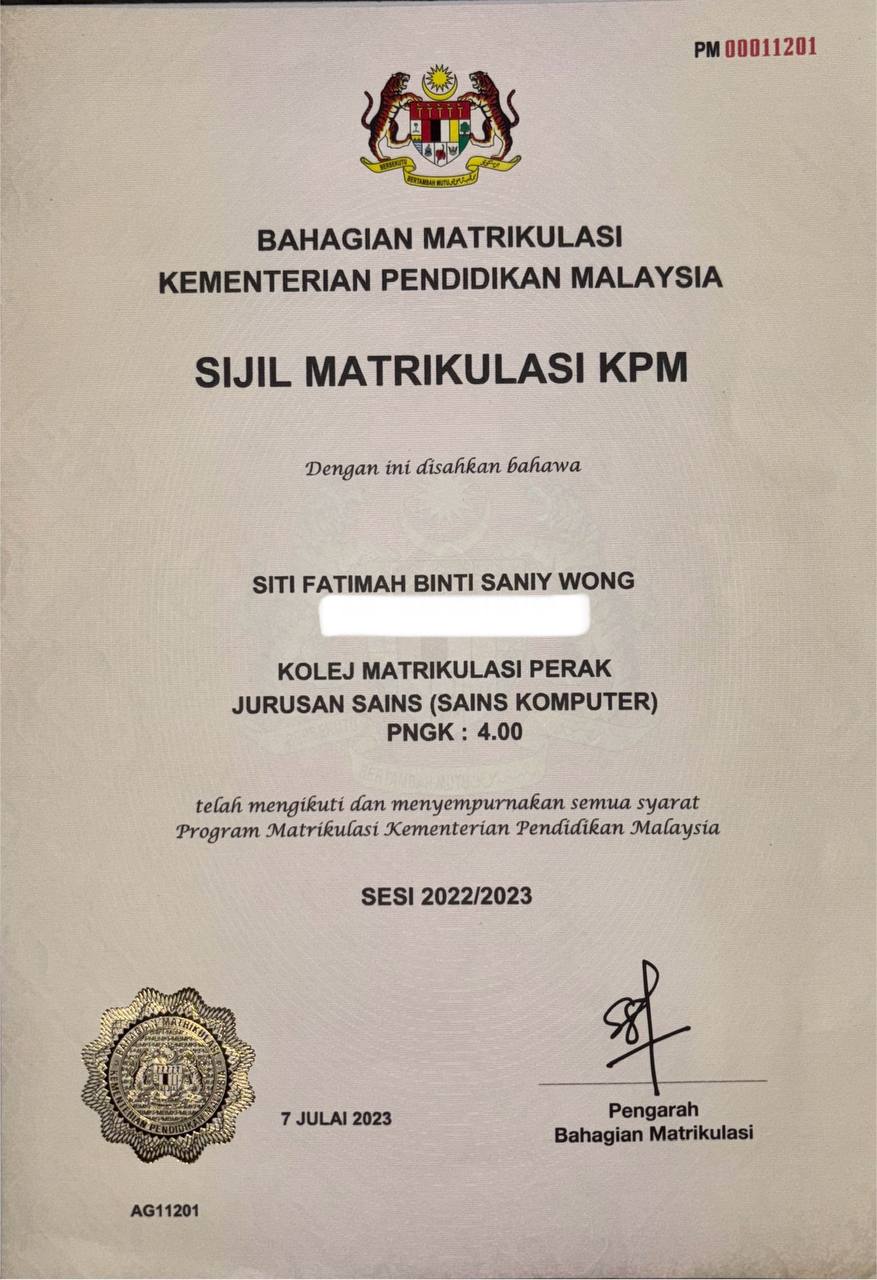 PM 00011201
BERSEKUTU
BERTAMBAH MUTU
BAHAGIAN MATRIKULASI
KEMENTERIAN PENDIDIKAN MALAYSIA
SIJIL MATRIKULASI KPM
Dengan ini disahkan bahawa
SITI FATIMAH BINTI SANIY WONG
KOLEJ MATRIKULASI PERAK
JURUSAN SAINS (SAINS KOMPUTER)
PNGK : 4.00
telah mengikuti dan menyempurnakan semua syarat
Program Matrikulasi Kementerian Pendidikan Malaysia
SESI 2022/2023
BAHAGIAN MATRIKULASI
KEMENTERIAN PENDIDIKAN MALAYSIA
7 JULAI 2023
Pengarah
Bahagian Matrikulasi
AG11201